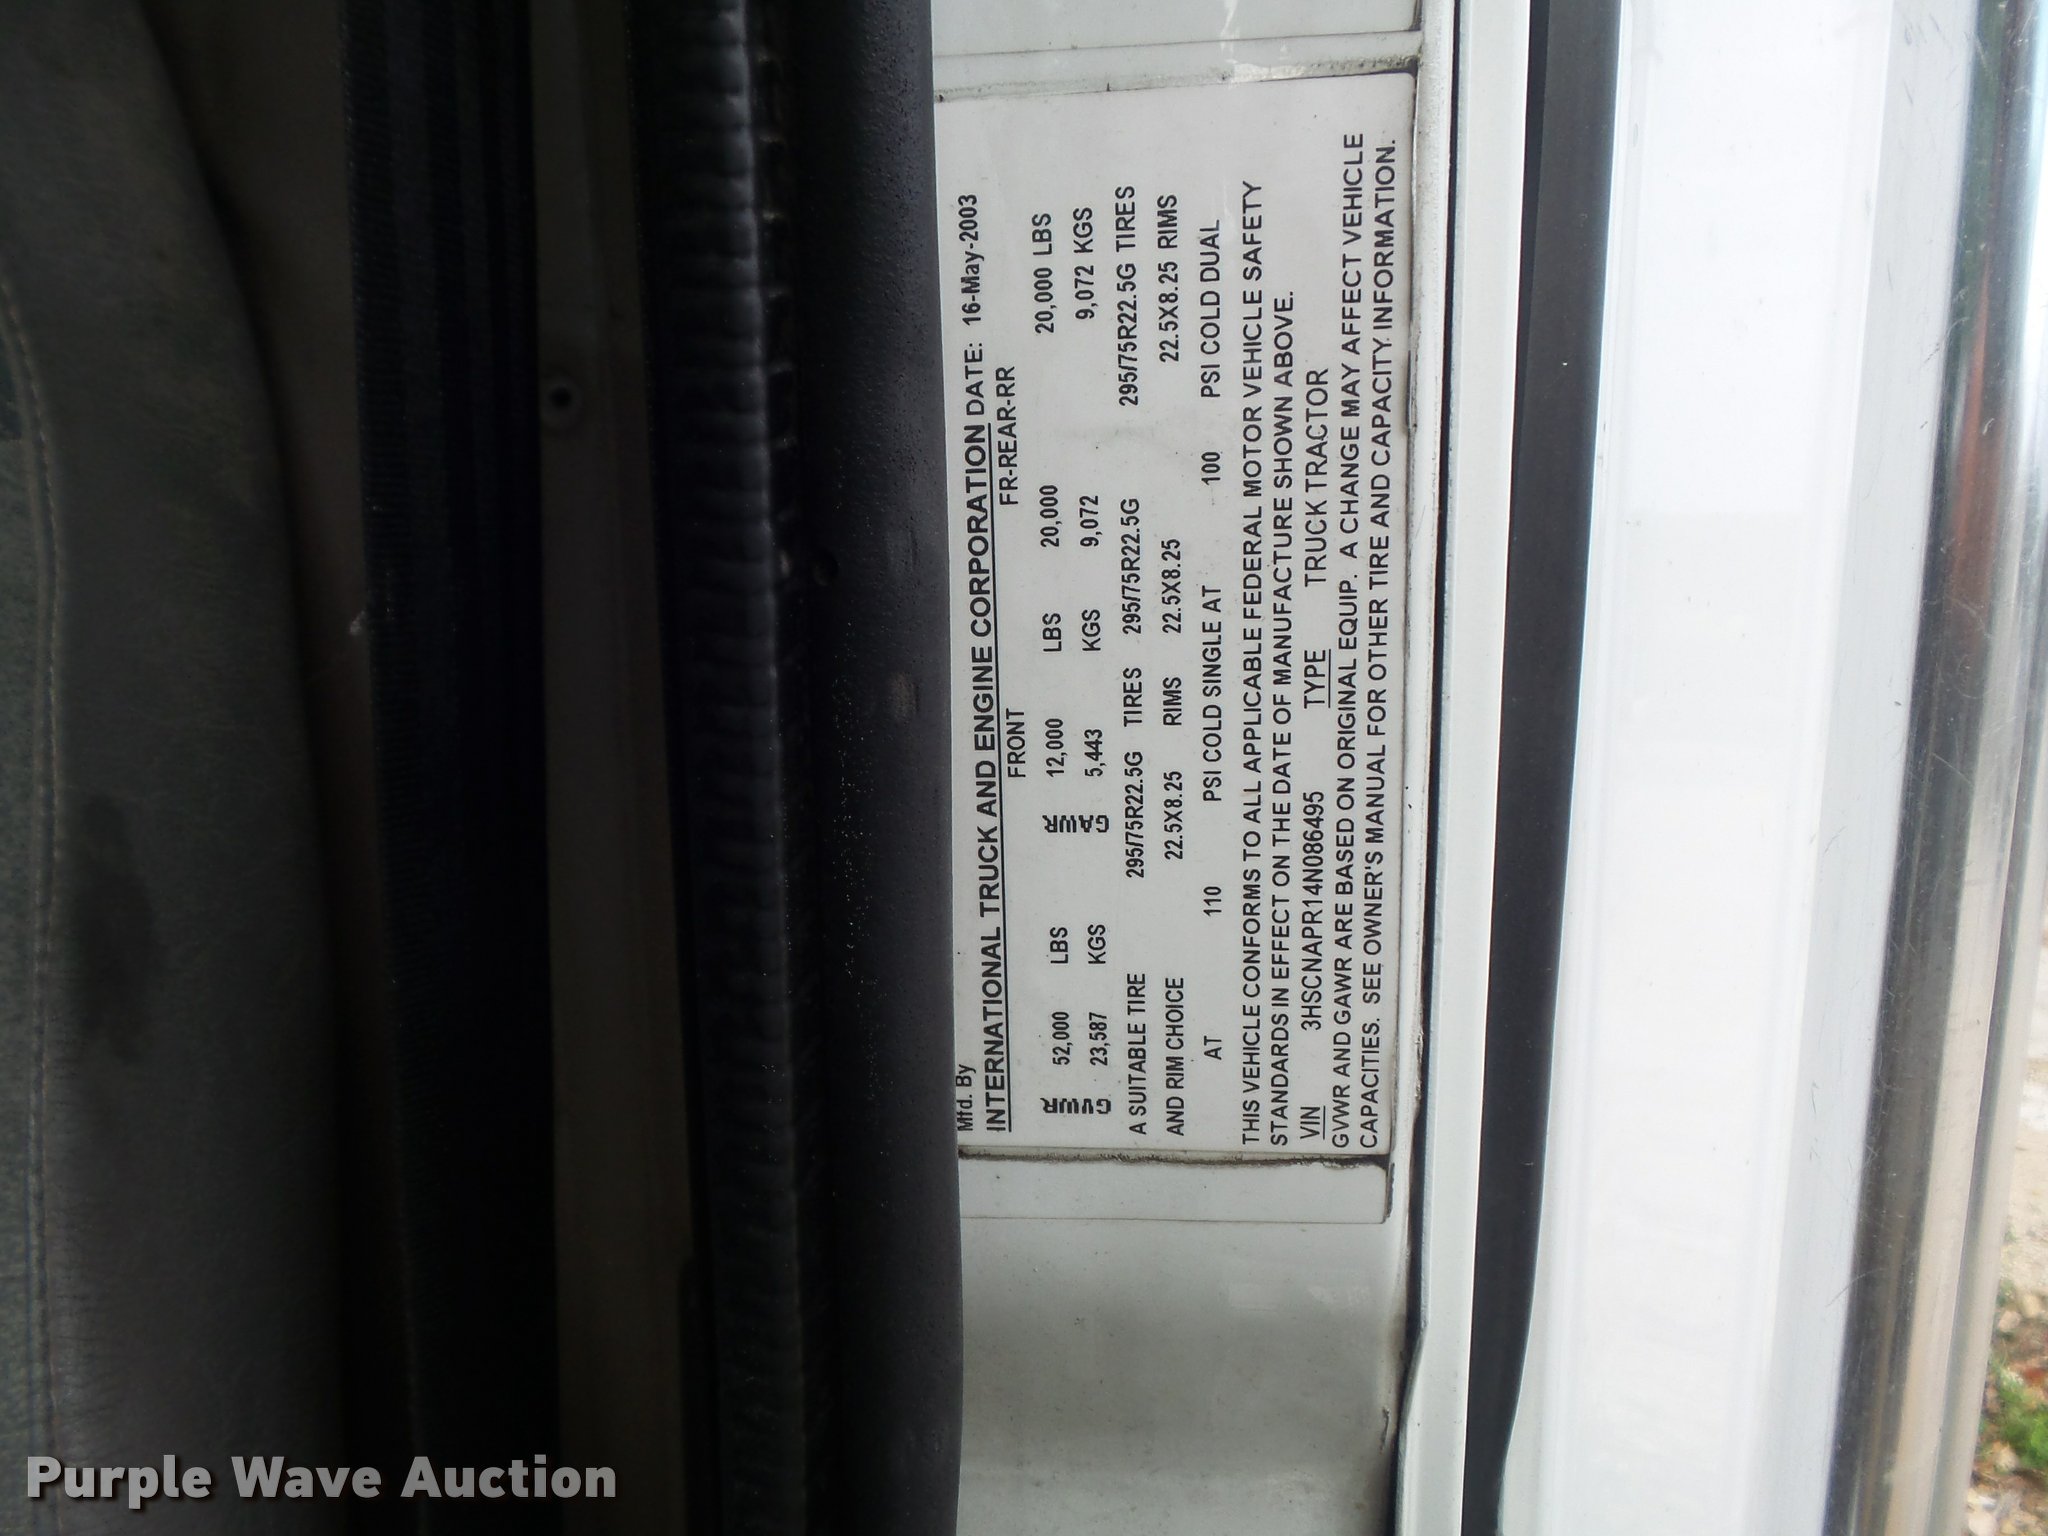 Mfd. By
INTERNATIONAL TRUCK AND ENGINE CORPORATION DATE: 16-May-2003
FRONT FR-REAR-RR
GVWR 52,000 LBS GAWR 12,000 LBS 20,000 20,000 LBS
23,587 KGS 5,443 KGS 9,072 9,072 KGS
A SUITABLE TIRE 295/75R22.5G TIRES 295/75R22.5G 295/75R22.5G TIRES
AND RIM CHOICE 22.5X8.25 RIMS 22.5X8.25 22.5X8.25 RIMS
AT 110 PSI COLD SINGLE AT 100 PSI COLD DUAL
THIS VEHICLE CONFORMS TO ALL APPLICABLE FEDERAL MOTOR VEHICLE SAFETY
STANDARDS IN EFFECT ON THE DATE OF MANUFACTURE SHOWN ABOVE.
VIN 3HSCNAPR14N086495 TYPE TRUCK TRACTOR
GVWR AND GAWR ARE BASED ON ORIGINAL EQUIP. A CHANGE MAY AFFECT VEHICLE
CAPACITIES. SEE OWNER'S MANUAL FOR OTHER TIRE AND CAPACITY INFORMATION.
Purple Wave Auction